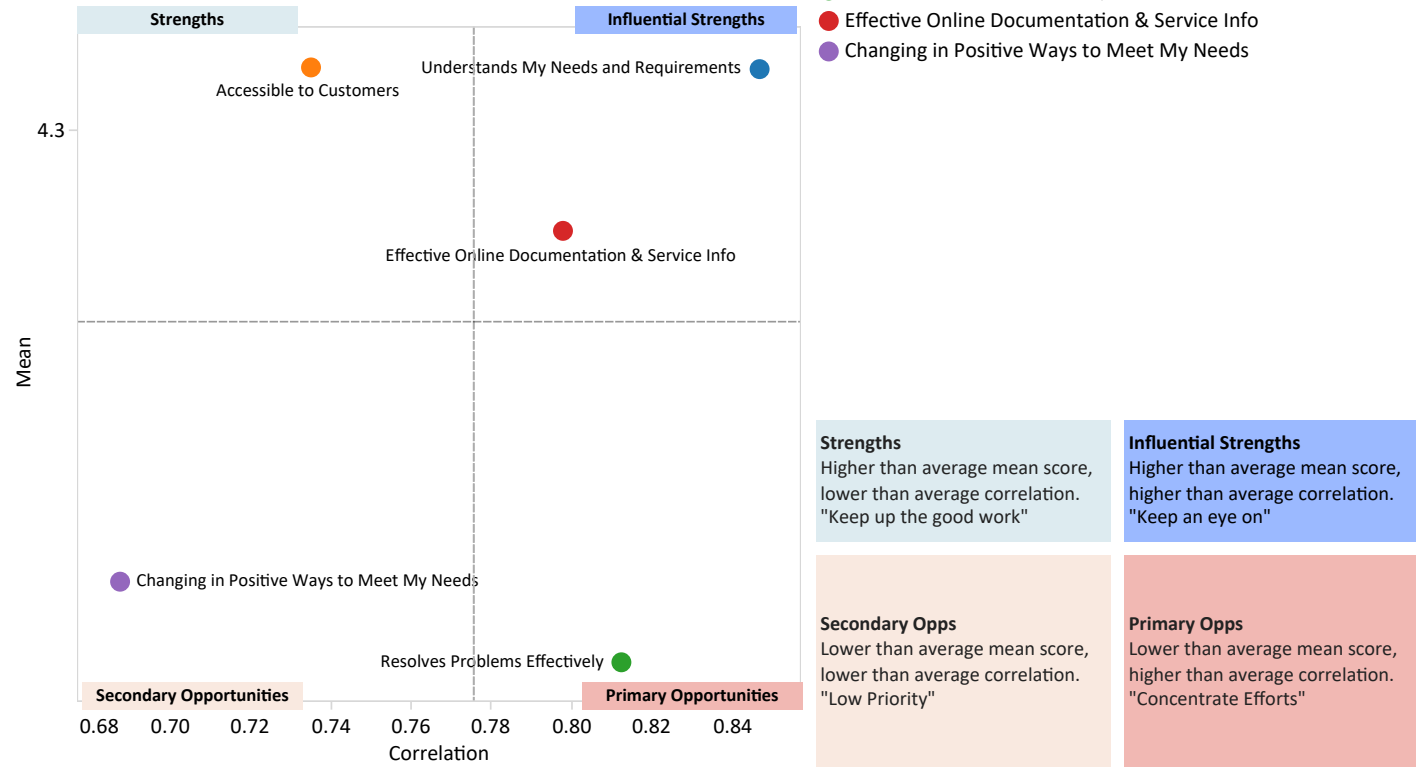 Strengths
Influential Strengths
Effective Online Documentation & Service Info
Changing in Positive Ways to Meet My Needs
Understands My Needs and Requirements
Accessible to Customers
4.3
Effective Online Documentation & Service Info
Mean
Changing in Positive Ways to Meet My Needs
Resolves Problems Effectively
Secondary Opportunities
Primary Opportunities
0.68 0.70 0.72 0.74 0.76 0.78 0.80 0.82 0.84
Correlation
Strengths
Higher than average mean score,
lower than average correlation.
"Keep up the good work"
Influential Strengths
Higher than average mean score,
higher than average correlation.
"Keep an eye on"
Secondary Opps
Lower than average mean score,
lower than average correlation.
"Low Priority"
Primary Opps
Lower than average mean score,
higher than average correlation.
"Concentrate Efforts"